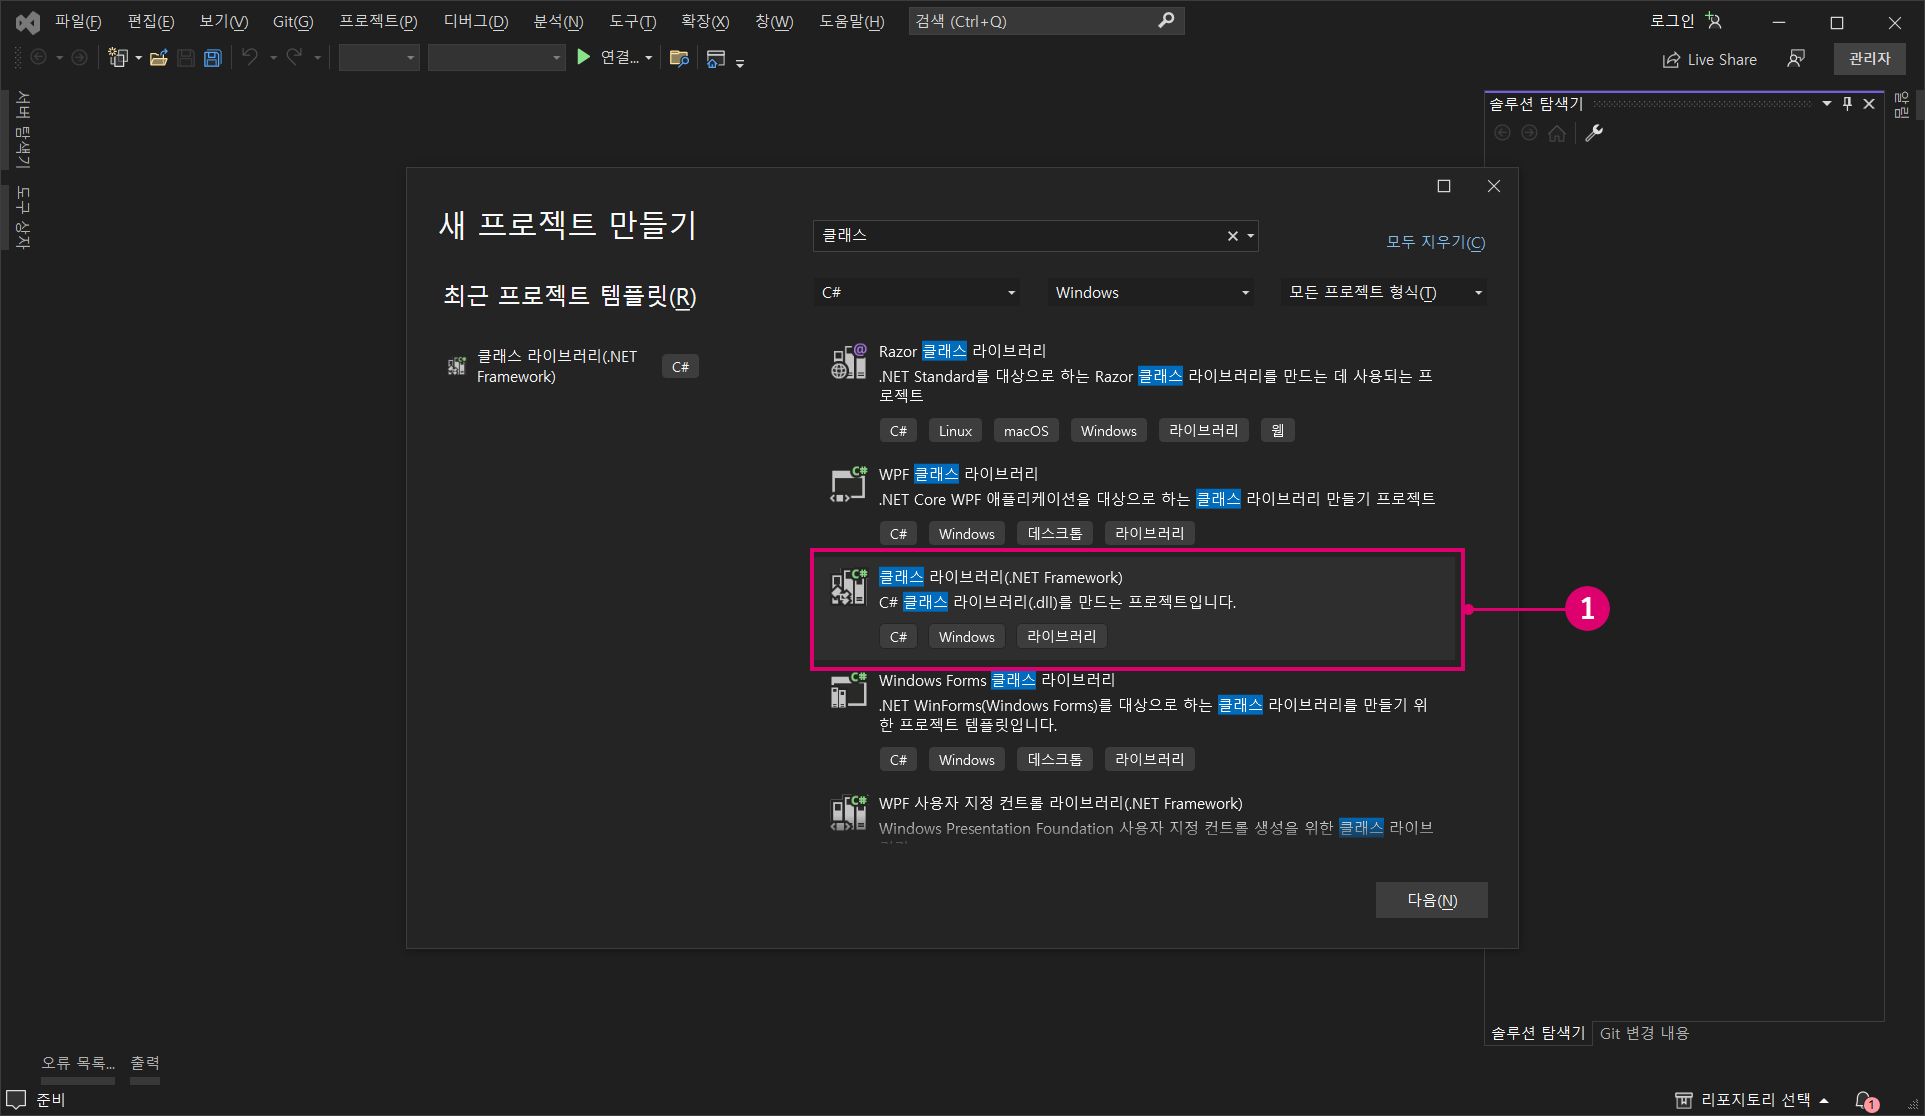 파일(F) 편집(E) 보기(V) Git(G) 프로젝트(P) 디버그(D) 분석(N) 도구(T) 확장(X) 창(W) 도움말(H) 검색 (Ctrl+Q) 로그인
연결... Live Share 관리자
서버 탐색기
도구 상자
솔루션 탐색기
알림
새 프로젝트 만들기
최근 프로젝트 템플릿(R)
클래스 라이브러리(.NET
Framework)
C#
클래스
모두 지우기(C)
C# Windows 모든 프로젝트 형식(T)
Razor 클래스 라이브러리
.NET Standard를 대상으로 하는 Razor 클래스 라이브러리를 만드는 데 사용되는 프
로젝트
C# Linux macOS Windows 라이브러리 웹
WPF 클래스 라이브러리
.NET Core WPF 애플리케이션을 대상으로 하는 클래스 라이브러리 만들기 프로젝트
C# Windows 데스크톱 라이브러리
클래스 라이브러리(.NET Framework)
C# 클래스 라이브러리(.dll)를 만드는 프로젝트입니다.
C# Windows 라이브러리
1
Windows Forms 클래스 라이브러리
.NET WinForms(Windows Forms)를 대상으로 하는 클래스 라이브러리를 만들기 위
한 프로젝트 템플릿입니다.
C# Windows 데스크톱 라이브러리
WPF 사용자 지정 컨트롤 라이브러리(.NET Framework)
Windows Presentation Foundation 사용자 지정 컨트롤 생성을 위한 클래스 라이브
다음(N)
솔루션 탐색기 Git 변경 내용
오류 목록... 출력
준비 리포지토리 선택 1